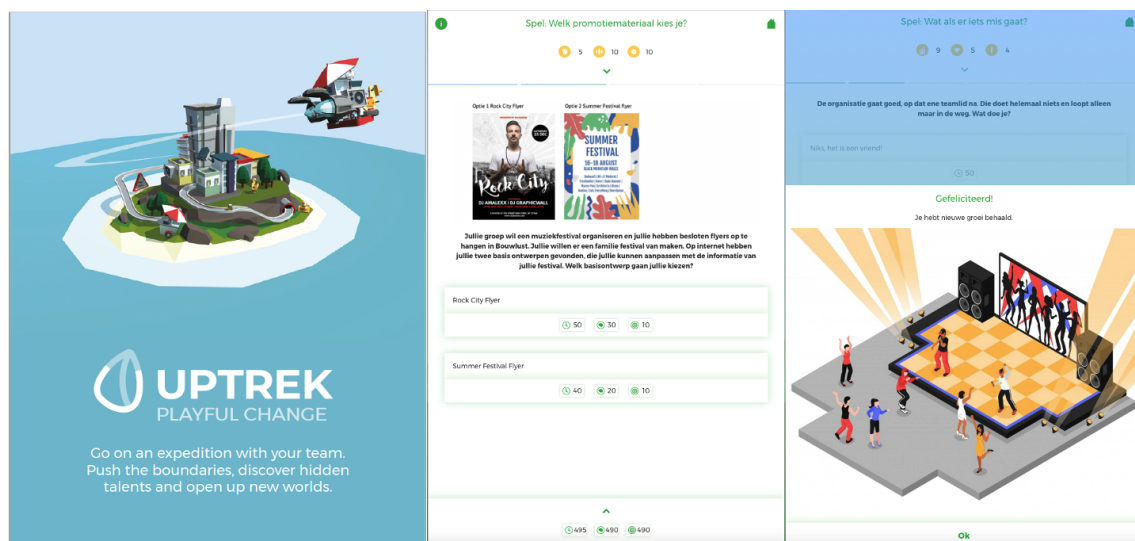 UPTREK
PLAYFUL CHANGE
Go on an expedition with your team.
Push the boundaries, discover hidden
talents and open up new worlds.
Spel: Welk promotiemateriaal kies je?
5 10 10
Optie 1 Rock City Flyer
Optie 2 Summer Festival flyer
Rock City
DJ AMALEXX / DJ GRAPHICWALL
SUMMER
FESTIVAL
16-18 AUGUST
Jullie groep wil een muziekfestival organiseren en jullie hebben besloten flyers op te
hangen in Bouwlust. Jullie willen er een familie festival van maken. Op internet hebben
jullie twee basis ontwerpen gevonden, die jullie kunnen aanpassen met de informatie van
jullie festival. Welk basisontwerp gaan jullie kiezen?
Rock City Flyer
50 30 10
Summer Festival Flyer
40 20 10
495 490 490
Spel: Wat als er iets mis gaat?
9 5 4
De organisatie gaat goed, op dat ene teamlid na. Die doet helemaal niets en loopt alleen
maar in de weg. Wat doe je?
Niks, het is een vriend!
50
Gefeliciteerd!
Je hebt nieuwe groei behaald.
Ok